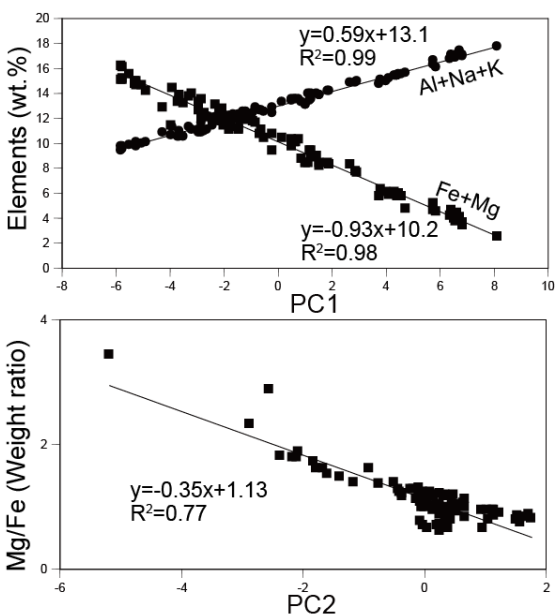 20
18
16
14
12
10
8
6
4
2
0
Elements (wt.%)
y=0.59x+13.1
R²=0.99
Al+Na+K
Fe+Mg
y=-0.93x+10.2
R²=0.98
-8 -6 -4 -2 0 2 4 6 8 10
PC1
4
2
0
Mg/Fe (Weight ratio)
y=-0.35x+1.13
R²=0.77
-6 -4 -2 0 2
PC2